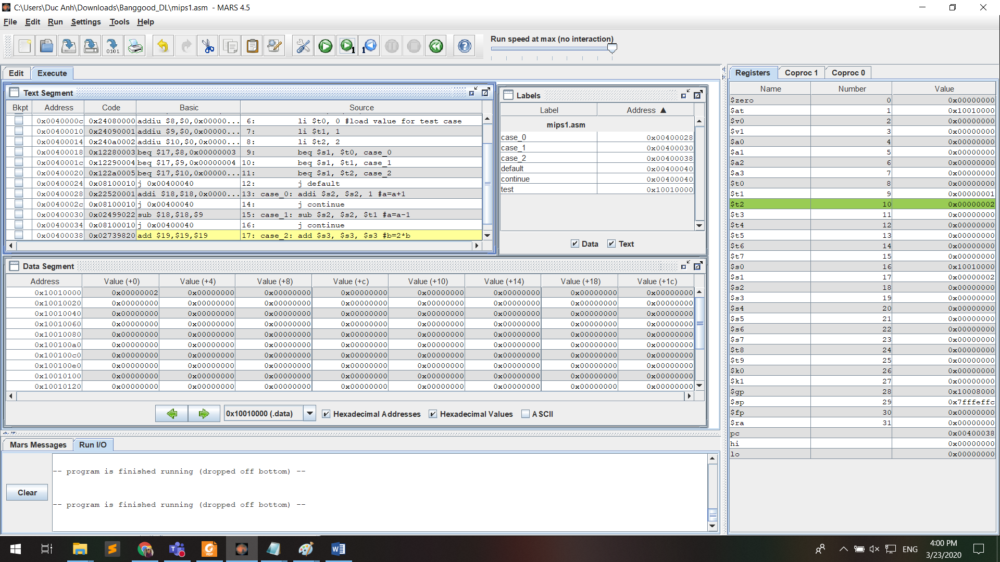 C:\Users\Duc Anh\Downloads\Banggood_DL\mips1.asm - MARS 4.5
File Edit Run Settings Tools Help
Run speed at max (no interaction)
Edit Execute
Text Segment
Bkpt Address Code Basic Source
0x0040000c 0x24080000 addiu $8,$0,0x00000... 6: li $t0, 0 #load value for test case
0x00400010 0x24090001 addiu $9,$0,0x00000... 7: li $t1, 1
0x00400014 0x240a0002 addiu $10,$0,0x0000... 8: li $t2, 2
0x00400018 0x12280003 beq $17,$8,0x00000003 9: beq $s1, $t0, case_0
0x0040001c 0x12290004 beq $17,$9,0x00000004 10: beq $s1, $t1, case_1
0x00400020 0x122a0005 beq $17,$10,0x0000... 11: beq $s1, $t2, case_2
0x00400024 0x08100010 j 0x00400040 12: j default
0x00400028 0x22520001 addi $18,$18,0x0000... 13: case_0: addi $s2, $s2, 1 #a=a+1
0x0040002c 0x08100010 j 0x00400040 14: j continue
0x00400030 0x02499022 sub $18,$18,$9 15: case_1: sub $s2, $s2, $t1 #a=a-1
0x00400034 0x08100010 j 0x00400040 16: j continue
0x00400038 0x02739820 add $19,$19,$19 17: case_2: add $s3, $s3, $s3 #b=2*b
Labels
Label Address ▲
mips1.asm
case_0 0x00400028
case_1 0x00400030
case_2 0x00400038
default 0x00400040
continue 0x00400040
test 0x10010000
Data Text
Data Segment
Address Value (+0) Value (+4) Value (+8) Value (+c) Value (+10) Value (+14) Value (+18) Value (+1c)
0x10010000 0x00000002 0x00000000 0x00000000 0x00000000 0x00000000 0x00000000 0x00000000 0x00000000
0x10010020 0x00000000 0x00000000 0x00000000 0x00000000 0x00000000 0x00000000 0x00000000 0x00000000
0x10010040 0x00000000 0x00000000 0x00000000 0x00000000 0x00000000 0x00000000 0x00000000 0x00000000
0x10010060 0x00000000 0x00000000 0x00000000 0x00000000 0x00000000 0x00000000 0x00000000 0x00000000
0x10010080 0x00000000 0x00000000 0x00000000 0x00000000 0x00000000 0x00000000 0x00000000 0x00000000
0x100100a0 0x00000000 0x00000000 0x00000000 0x00000000 0x00000000 0x00000000 0x00000000 0x00000000
0x100100c0 0x00000000 0x00000000 0x00000000 0x00000000 0x00000000 0x00000000 0x00000000 0x00000000
0x100100e0 0x00000000 0x00000000 0x00000000 0x00000000 0x00000000 0x00000000 0x00000000 0x00000000
0x10010100 0x00000000 0x00000000 0x00000000 0x00000000 0x00000000 0x00000000 0x00000000 0x00000000
0x10010120 0x00000000 0x00000000 0x00000000 0x00000000 0x00000000 0x00000000 0x00000000 0x00000000
0x10010000 (.data) Hexadecimal Addresses Hexadecimal Values ASCII
Mars Messages Run I/O
-- program is finished running (dropped off bottom) --
Clear
-- program is finished running (dropped off bottom) --
Registers Coproc 1 Coproc 0
Name Number Value
$zero 0 0x00000000
$at 1 0x10010000
$v0 2 0x00000000
$v1 3 0x00000000
$a0 4 0x00000000
$a1 5 0x00000000
$a2 6 0x00000000
$a3 7 0x00000000
$t0 8 0x00000000
$t1 9 0x00000001
$t2 10 0x00000002
$t3 11 0x00000000
$t4 12 0x00000000
$t5 13 0x00000000
$t6 14 0x00000000
$t7 15 0x00000000
$s0 16 0x10010000
$s1 17 0x00000002
$s2 18 0x00000000
$s3 19 0x00000000
$s4 20 0x00000000
$s5 21 0x00000000
$s6 22 0x00000000
$s7 23 0x00000000
$t8 24 0x00000000
$t9 25 0x00000000
$k0 26 0x00000000
$k1 27 0x00000000
$gp 28 0x10008000
$sp 29 0x7fffeffc
$fp 30 0x00000000
$ra 31 0x00000000
pc 0x00400038
hi 0x00000000
lo 0x00000000
ENG
4:00 PM
3/23/2020